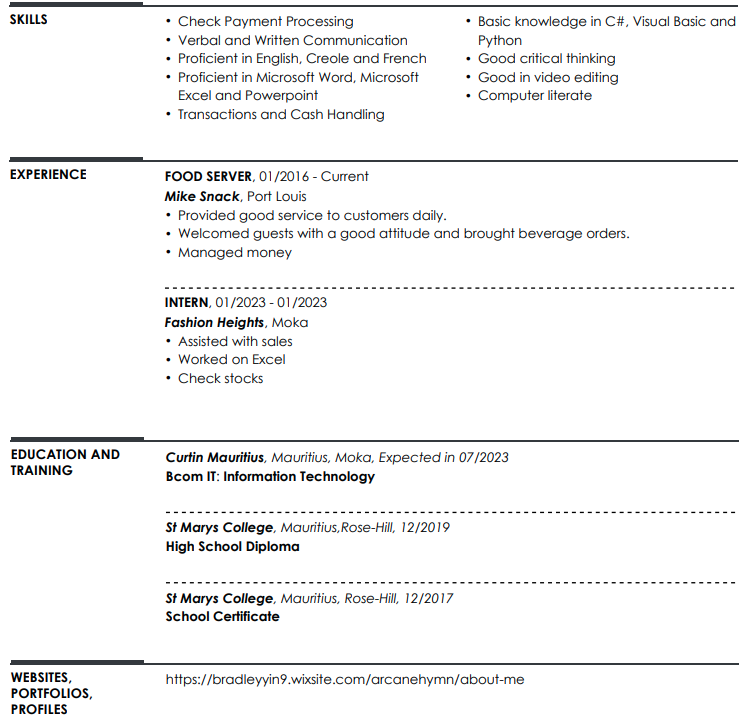 SKILLS
• Check Payment Processing
• Verbal and Written Communication
• Proficient in English, Creole and French
• Proficient in Microsoft Word, Microsoft
Excel and Powerpoint
• Transactions and Cash Handling
• Basic knowledge in C#, Visual Basic and
Python
• Good critical thinking
• Good in video editing
• Computer literate
EXPERIENCE
FOOD SERVER, 01/2016 - Current
Mike Snack, Port Louis
• Provided good service to customers daily.
• Welcomed guests with a good attitude and brought beverage orders.
• Managed money
INTERN, 01/2023 - 01/2023
Fashion Heights, Moka
• Assisted with sales
• Worked on Excel
• Check stocks
EDUCATION AND
TRAINING
Curtin Mauritius, Mauritius, Moka, Expected in 07/2023
Bcom IT: Information Technology
St Marys College, Mauritius,Rose-Hill, 12/2019
High School Diploma
St Marys College, Mauritius, Rose-Hill, 12/2017
School Certificate
WEBSITES,
PORTFOLIOS,
PROFILES
https://bradleyyin9.wixsite.com/arcanehymn/about-me